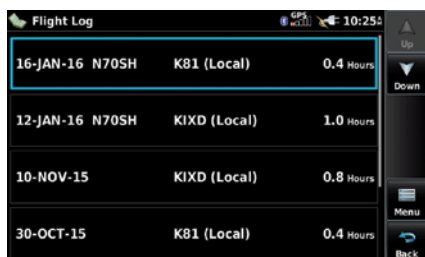 Flight Log
GPS
10:25
Up
16-JAN-16 N70SH K81 (Local) 0.4 Hours
Down
12-JAN-16 N70SH KIXD (Local) 1.0 Hours
10-NOV-15 KIXD (Local) 0.8 Hours
Menu
30-OCT-15 K81 (Local) 0.4 Hours
Back